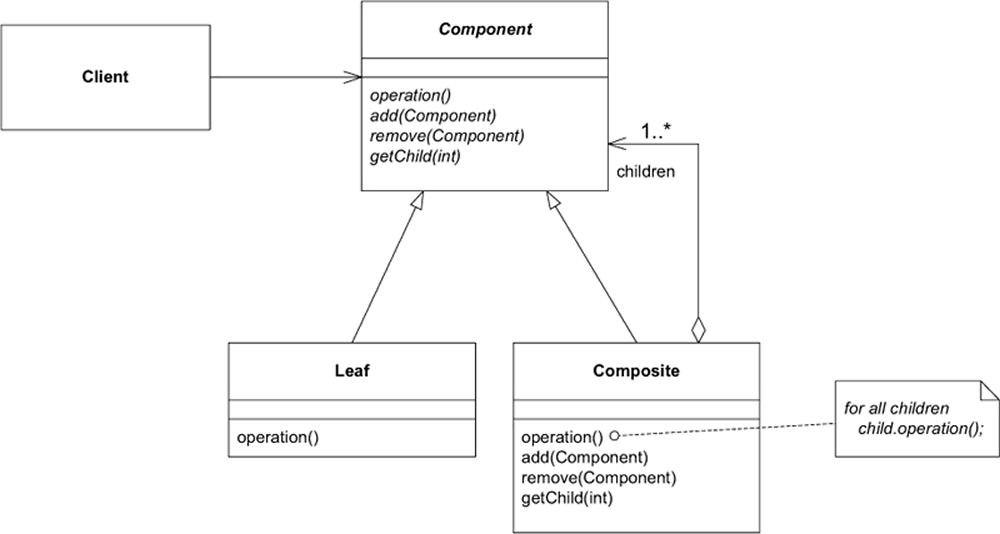 Component
Client
operation()
add(Component)
remove(Component)
getChild(int)
1..*
children
Leaf
operation()
Composite
operation()
add(Component)
remove(Component)
getChild(int)
for all children
child.operation();